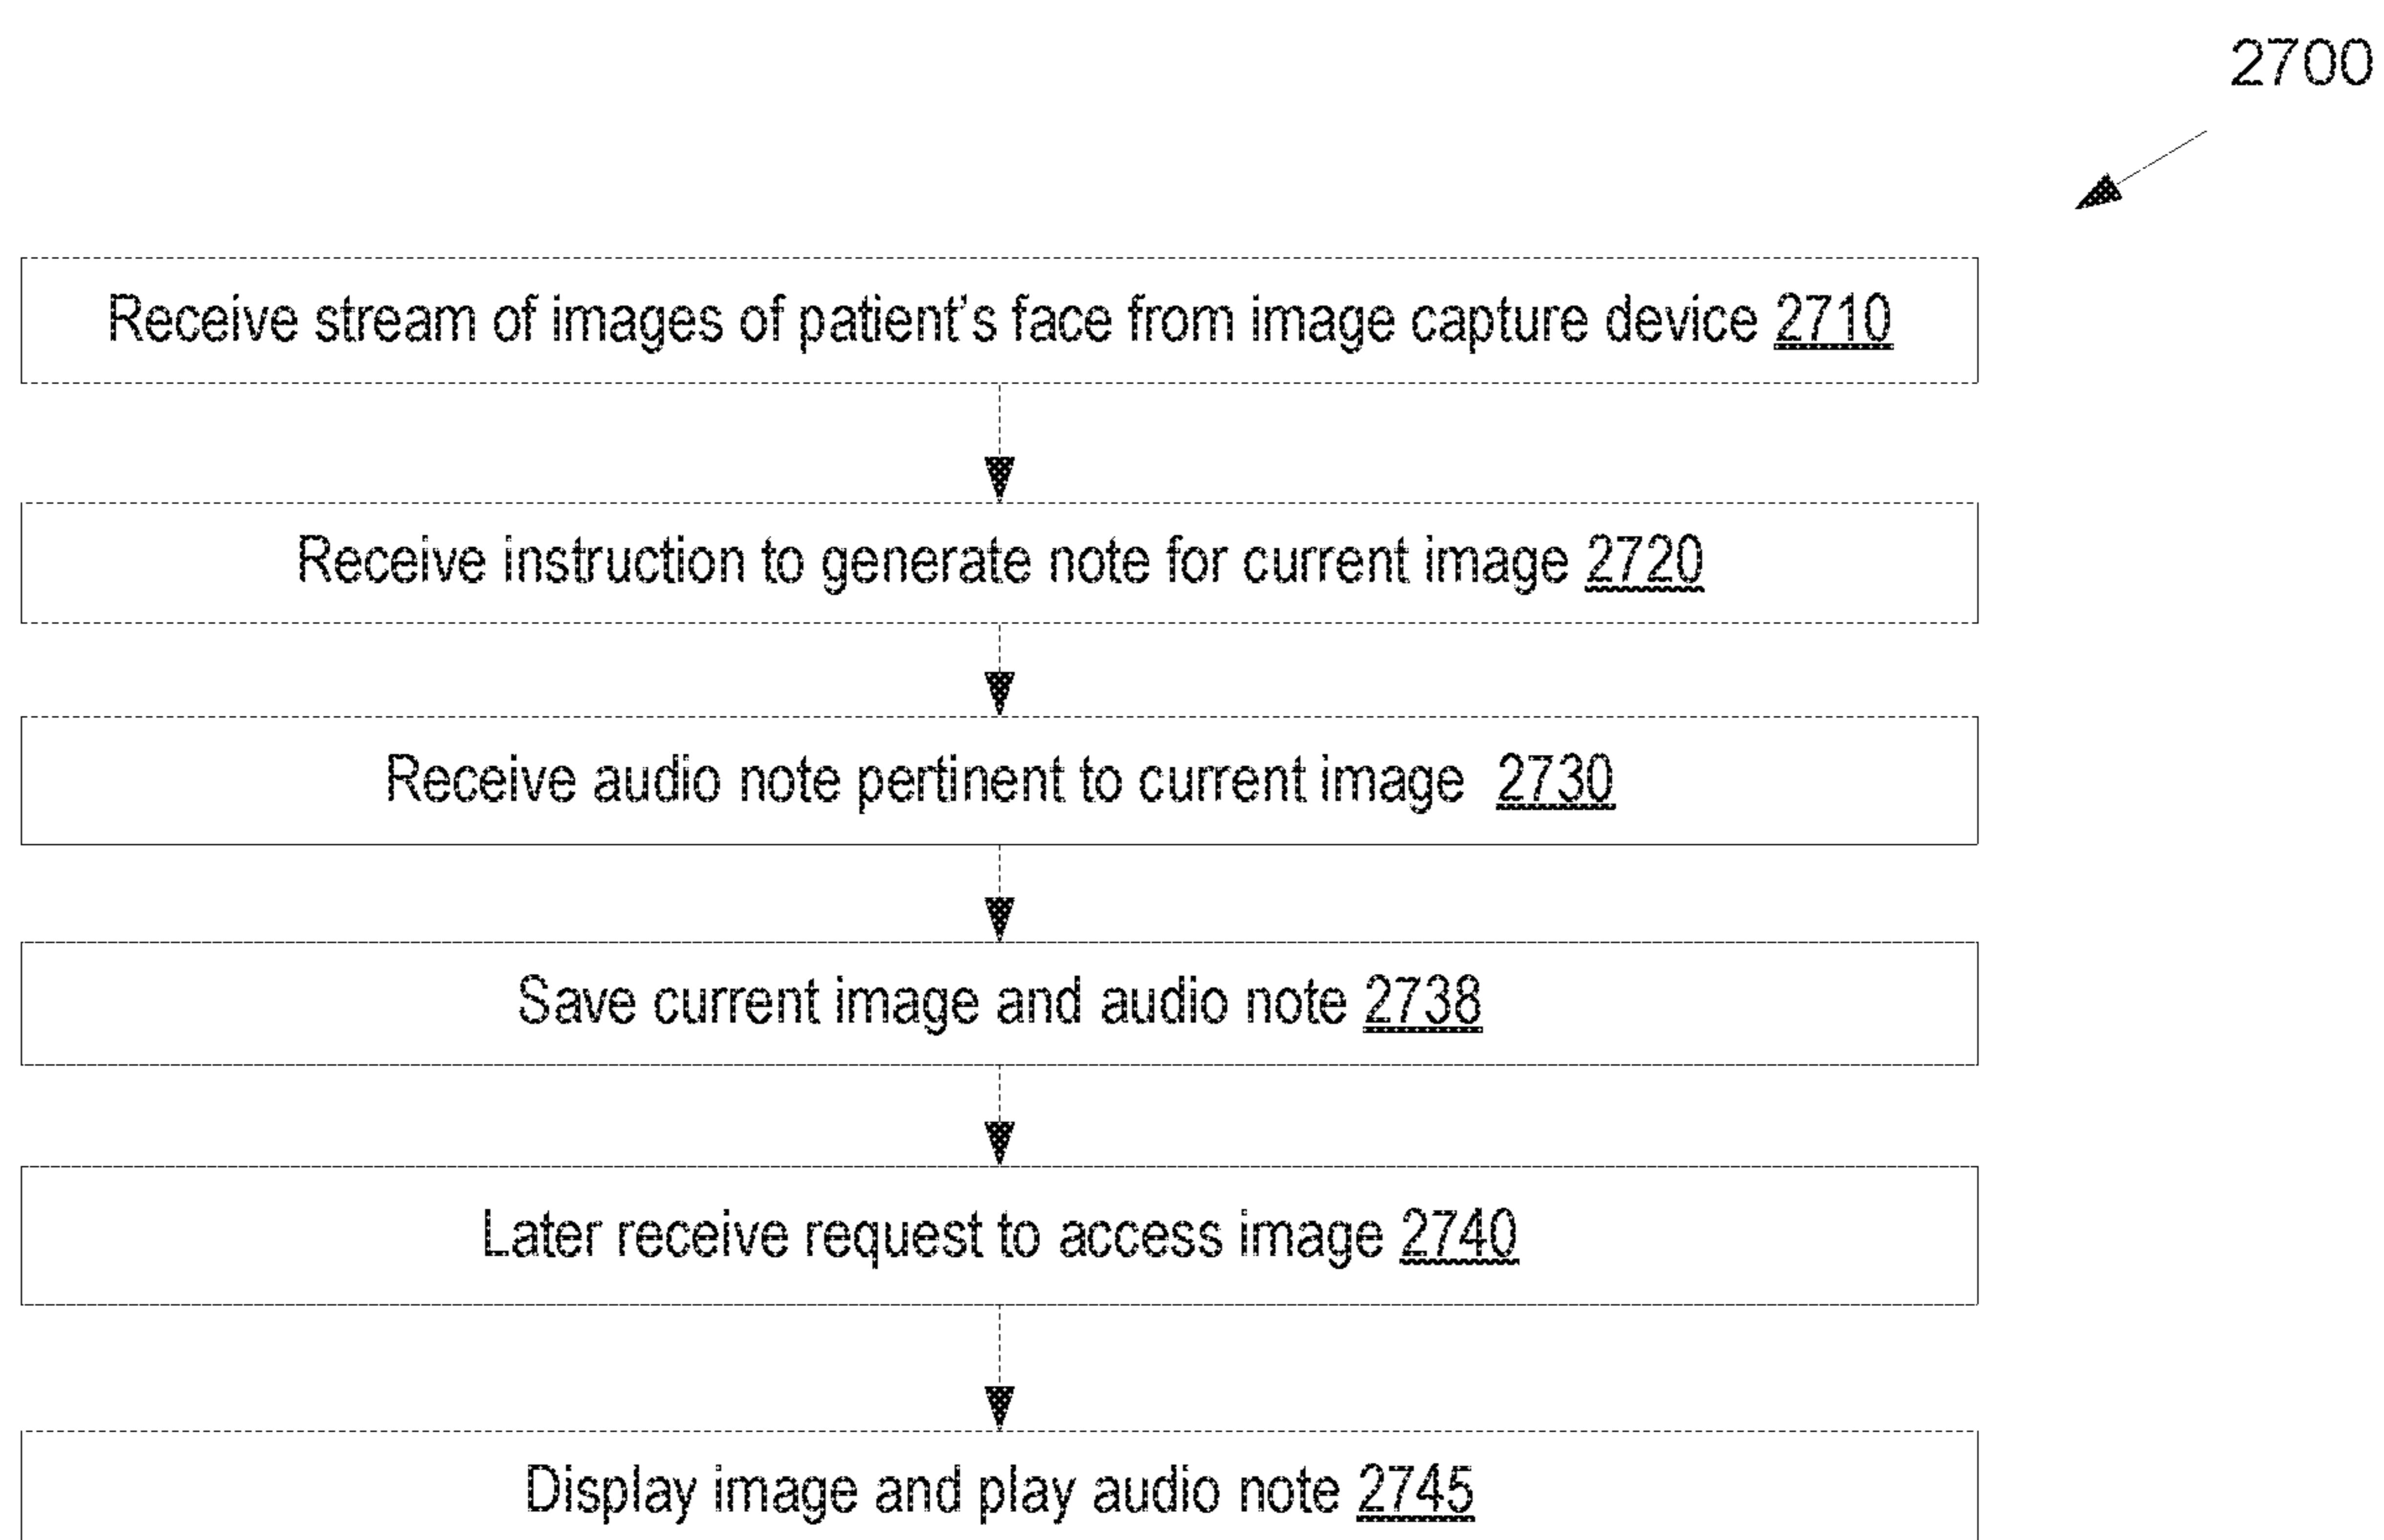 2700
Receive stream of images of patient's face from image capture device 2710
Receive instruction to generate note for current image 2720
Receive audio note pertinent to current image 2730
Save current image and audio note 2738
Later receive request to access image 2740
Display image and play audio note 2745